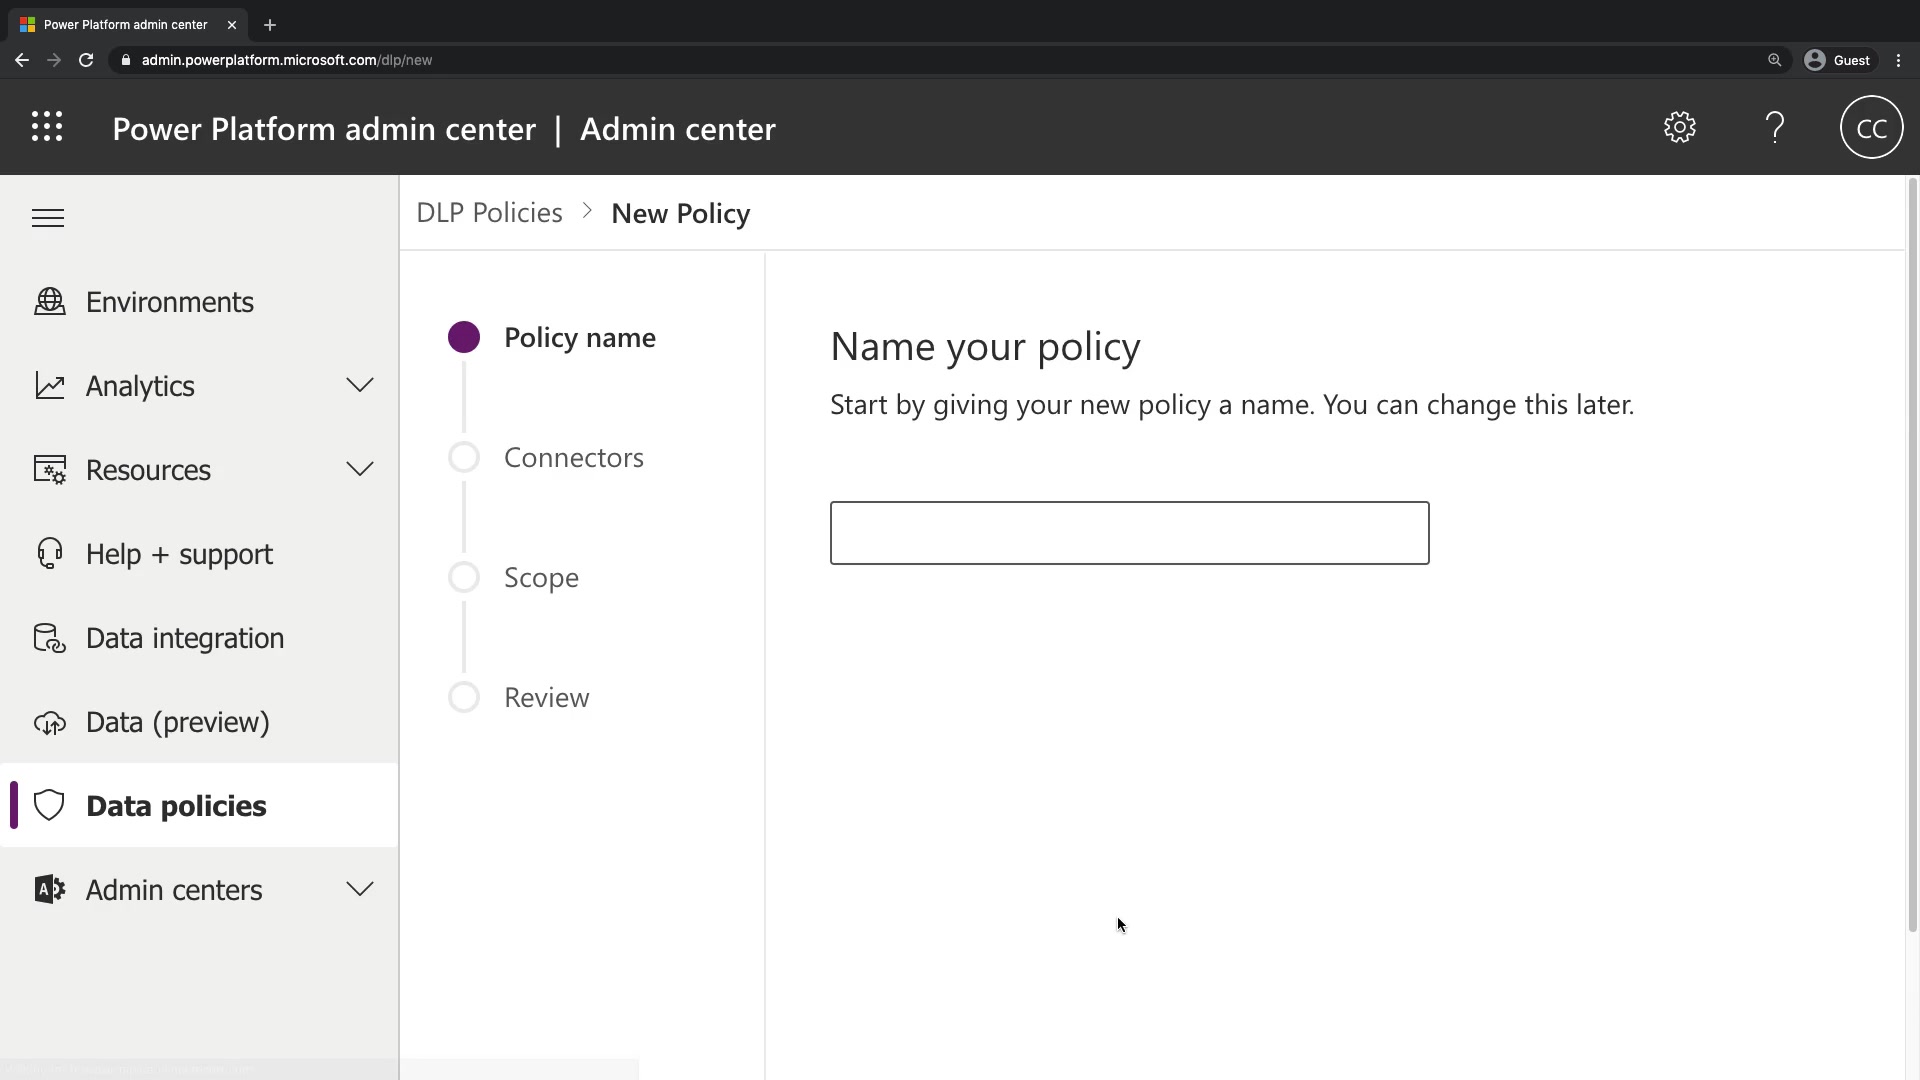 Power Platform admin center
admin.powerplatform.microsoft.com/dlp/new
Guest
Power Platform admin center | Admin center
CC
DLP Policies > New Policy
Environments
Analytics
Resources
Help + support
Data integration
Data (preview)
Data policies
Admin centers
Policy name
Connectors
Scope
Review
Name your policy
Start by giving your new policy a name. You can change this later.